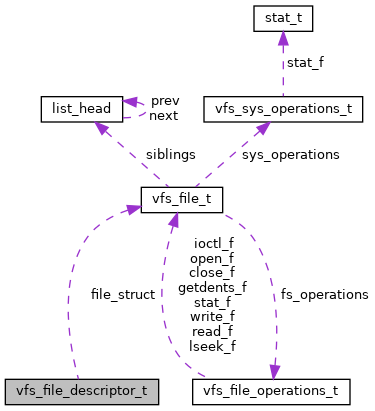 stat_t
stat_f
list_head
prev
next
vfs_sys_operations_t
siblings
sys_operations
vfs_file_t
ioctl_f
open_f
close_f
getdents_f
stat_f
write_f
read_f
lseek_f
file_struct
fs_operations
vfs_file_descriptor_t
vfs_file_operations_t